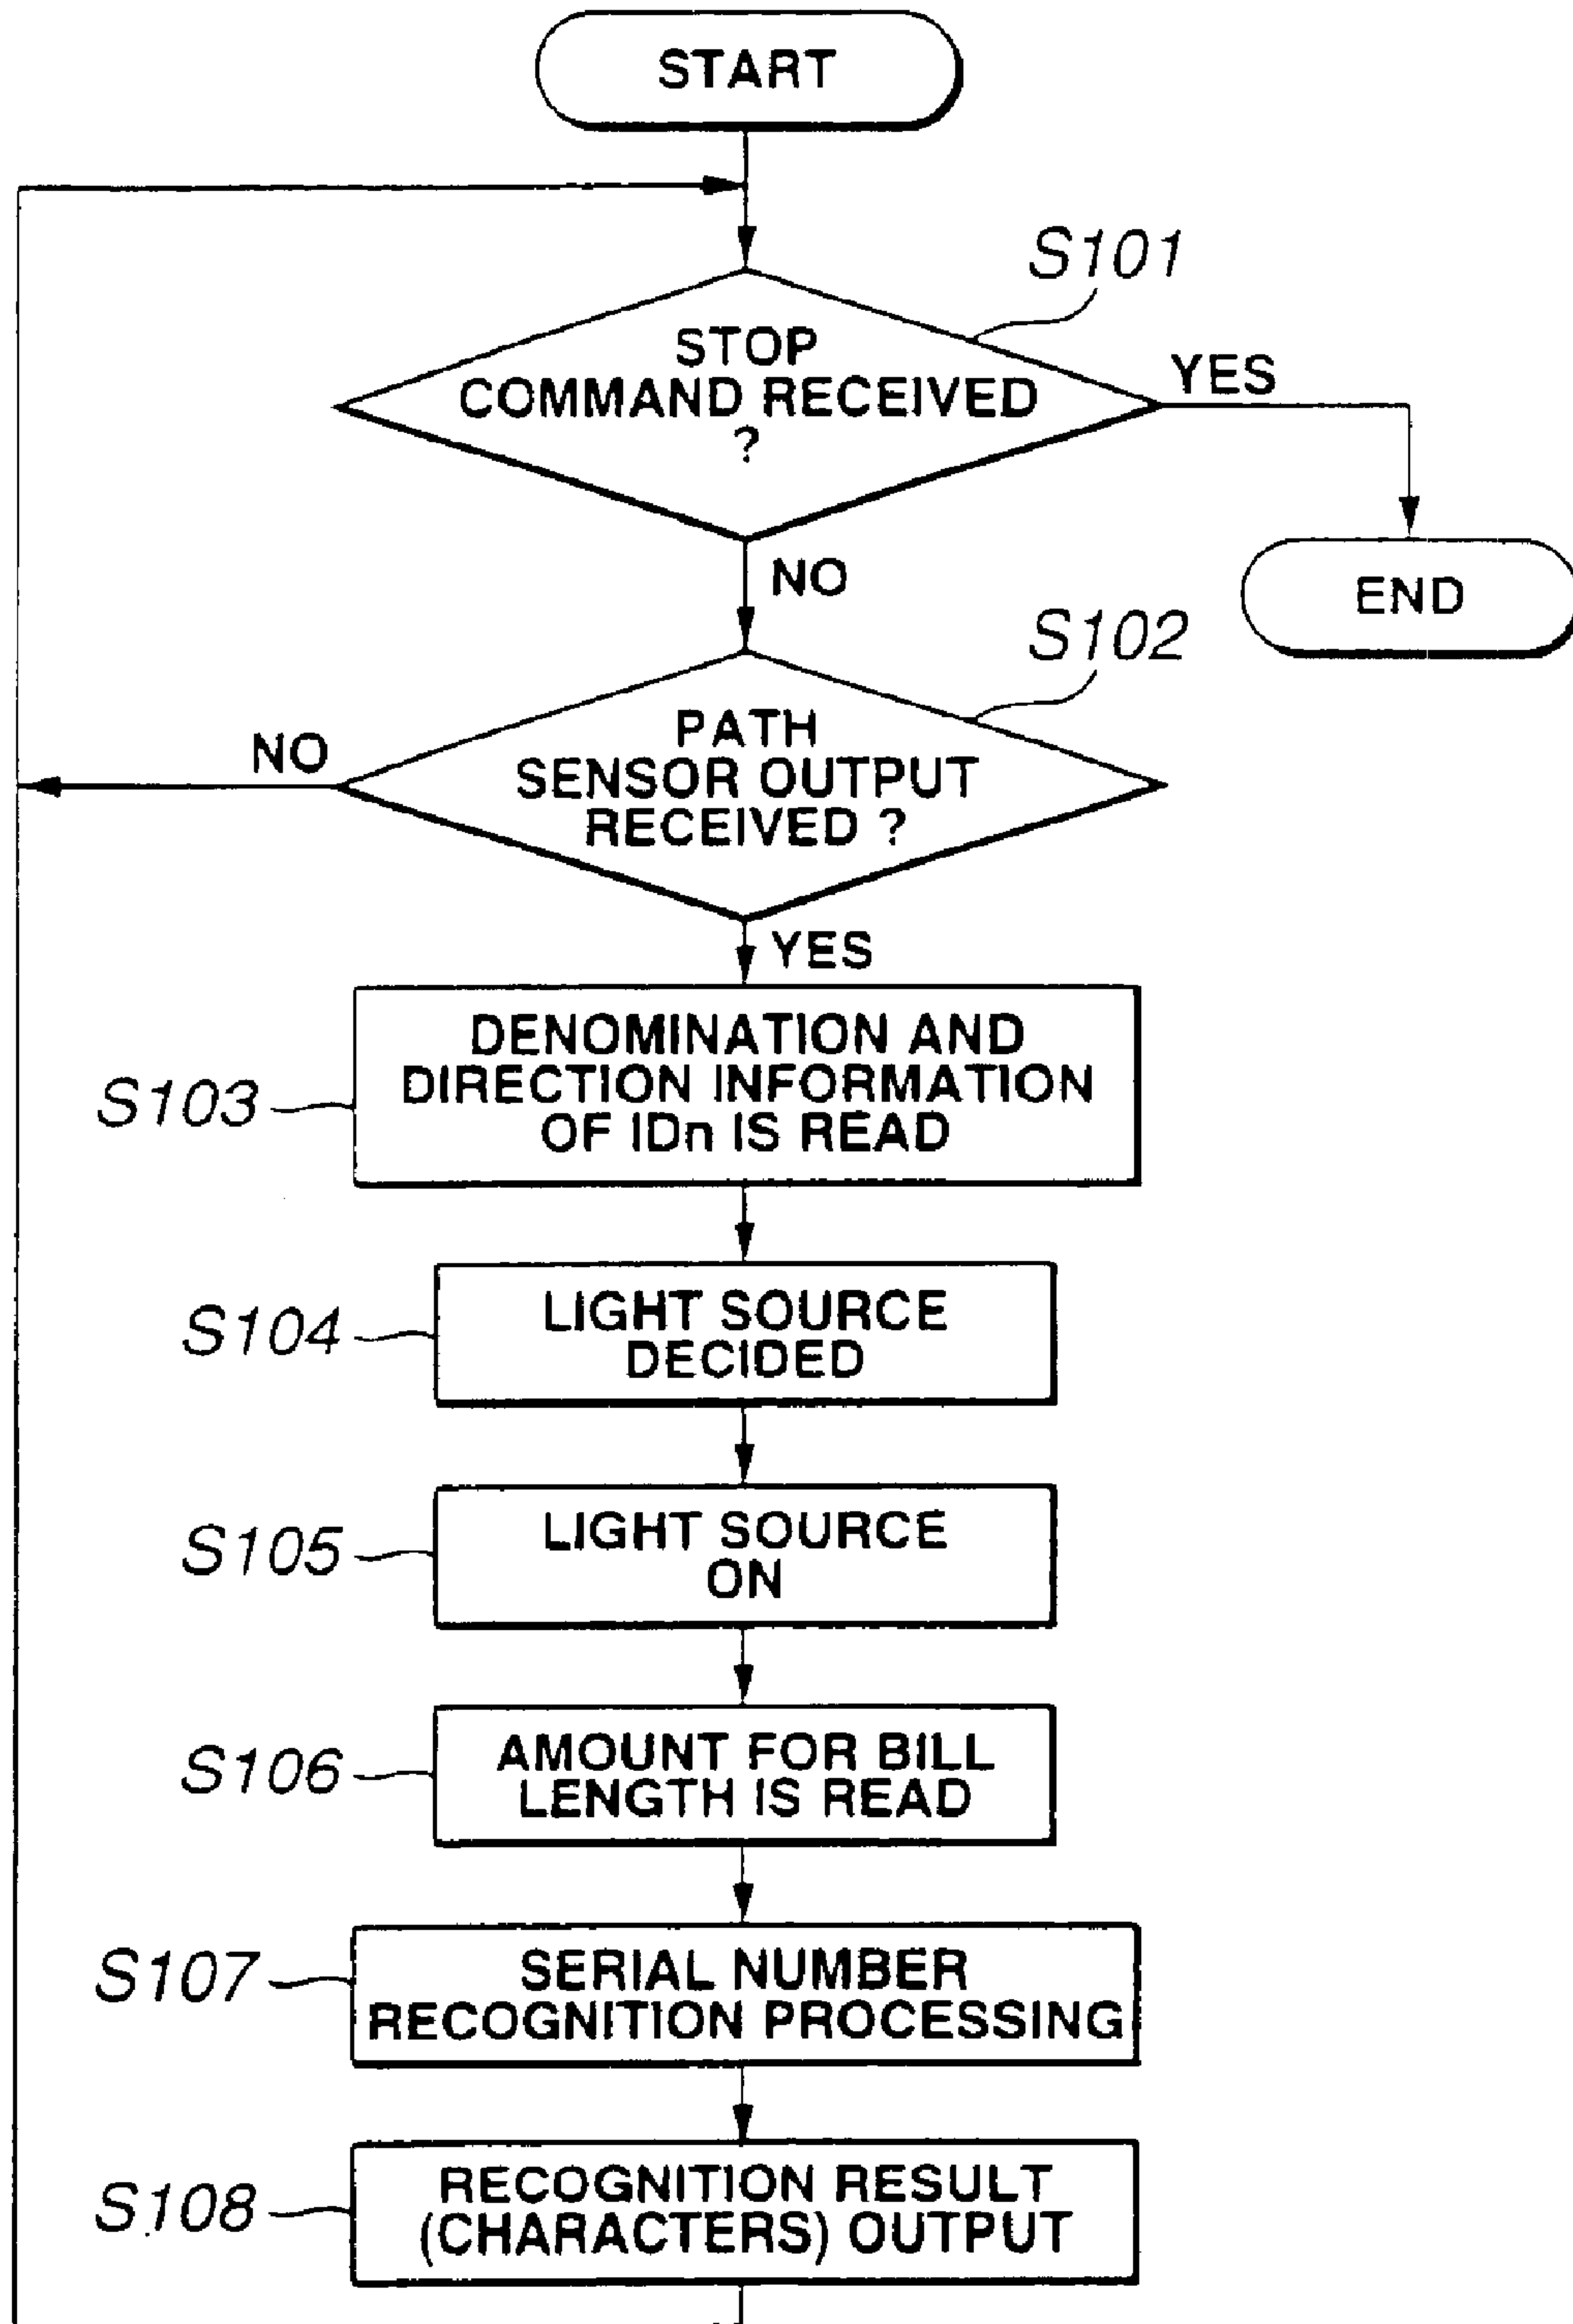 START
S101
STOP
COMMAND RECEIVED
?
YES
NO
END
S102
PATH
SENSOR OUTPUT
RECEIVED ?
NO
YES
S103
DENOMINATION AND
DIRECTION INFORMATION
OF IDn IS READ
S104
LIGHT SOURCE
DECIDED
S105
LIGHT SOURCE
ON
S106
AMOUNT FOR BILL
LENGTH IS READ
S107
SERIAL NUMBER
RECOGNITION PROCESSING
S108
RECOGNITION RESULT
(CHARACTERS) OUTPUT